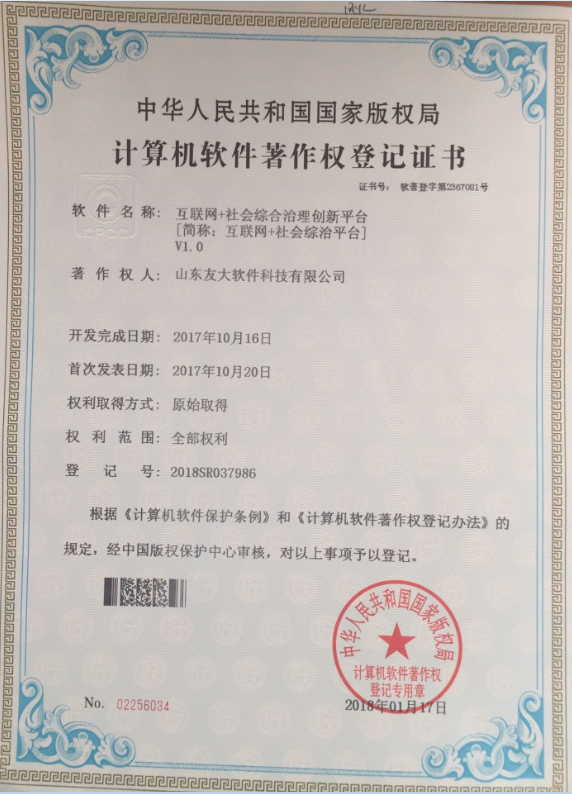 中华人民共和国国家版权局
计算机软件著作权登记证书
证书号： 软著登字第2367081号
软件名称： 互联网+社会综合治理创新平台
[简称：互联网+社会综治平台]
V1.0
著作权人： 山东友大软件科技有限公司
开发完成日期： 2017年10月16日
首次发表日期： 2017年10月20日
权利取得方式： 原始取得
权利范围： 全部权利
登记号： 2018SR037986
根据《计算机软件保护条例》和《计算机软件著作权登记办法》的
规定，经中国版权保护中心审核，对以上事项予以登记。
中华人民共和国国家版权局
计算机软件著作权
登记专用章
No. 02256034
2018年01月17日